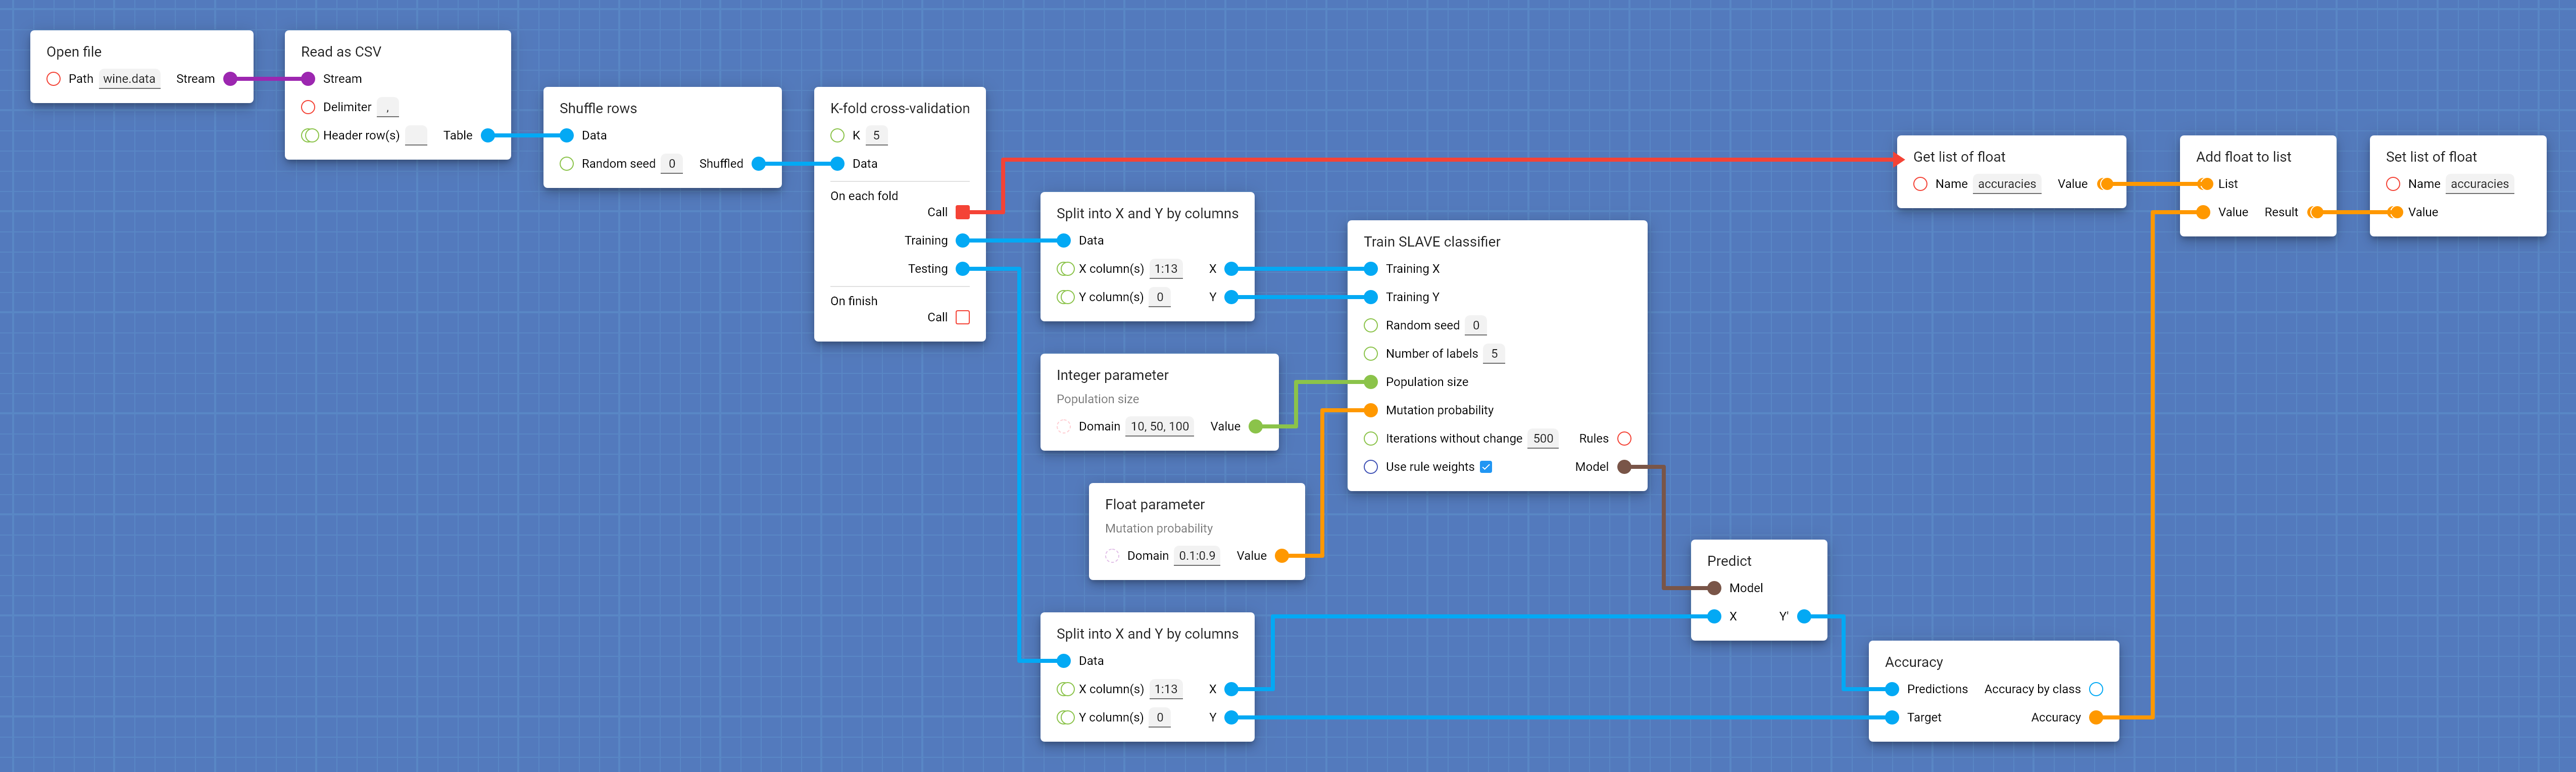 Open file
Path wine.data Stream
Read as CSV
Stream
Delimiter ,
Header row(s) Table
Shuffle rows
Data
Random seed 0 Shuffled
K-fold cross-validation
K 5
Data
On each fold
Call
Training
Testing
On finish
Call
Split into X and Y by columns
Data
X column(s) 1:13 X
Y column(s) 0 Y
Integer parameter
Population size
Domain 10, 50, 100 Value
Float parameter
Mutation probability
Domain 0.1:0.9 Value
Split into X and Y by columns
Data
X column(s) 1:13 X
Y column(s) 0 Y
Train SLAVE classifier
Training X
Training Y
Random seed 0
Number of labels 5
Population size
Mutation probability
Iterations without change 500 Rules
Use rule weights Model
Predict
Model
X Y'
Accuracy
Predictions Accuracy by class
Target Accuracy
Get list of float
Name accuracies Value
Add float to list
List
Value Result
Set list of float
Name accuracies
Value